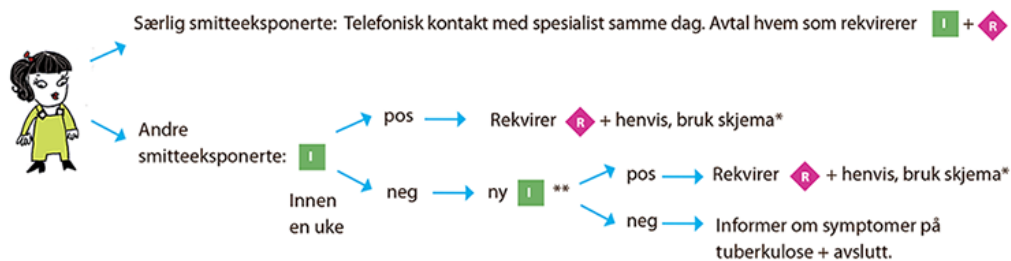 Særlig smitteeksponerte: Telefonisk kontakt med spesialist samme dag. Avtal hvem som rekvirerer I + R
Andre
smitteeksponerte: I
Innen
en uke
pos
Rekvirer R + henvis, bruk skjema*
neg
ny I **
pos
Rekvirer R + henvis, bruk skjema*
neg
Informer om symptomer på
tuberkulose + avslutt.